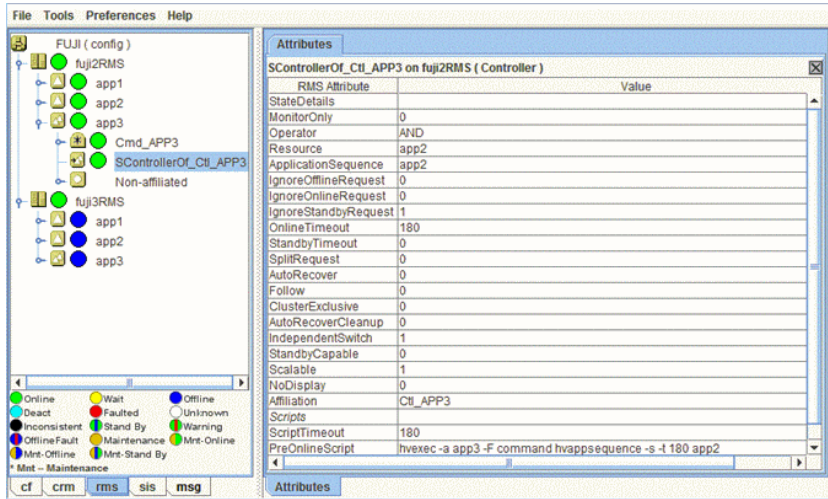 File Tools Preferences Help
FUJI ( config )
fuji2RMS
app1
app2
app3
Cmd_APP3
SControllerOf_Ctl_APP3
Non-affiliated
fuji3RMS
app1
app2
app3
Online Wait Offline
Deact Faulted Unknown
Inconsistent Stand By Warning
OfflineFault Maintenance Mnt-Online
Mnt-Offline Mnt-Stand By
* Mnt -- Maintenance
cf crm rms sis msg
Attributes
SControllerOf_Ctl_APP3 on fuji2RMS ( Controller )
RMS Attribute Value
StateDetails
MonitorOnly 0
Operator AND
Resource app2
ApplicationSequence app2
IgnoreOfflineRequest 0
IgnoreOnlineRequest 0
IgnoreStandbyRequest 1
OnlineTimeout 180
StandbyTimeout 0
SplitRequest 0
AutoRecover 0
Follow 0
ClusterExclusive 0
AutoRecoverCleanup 0
IndependentSwitch 1
StandbyCapable 0
Scalable 1
NoDisplay 0
Affiliation Ctl_APP3
Scripts
ScriptTimeout 180
PreOnlineScript hvexec -a app3 -F command hvappsequence -s -t 180 app2
Attributes